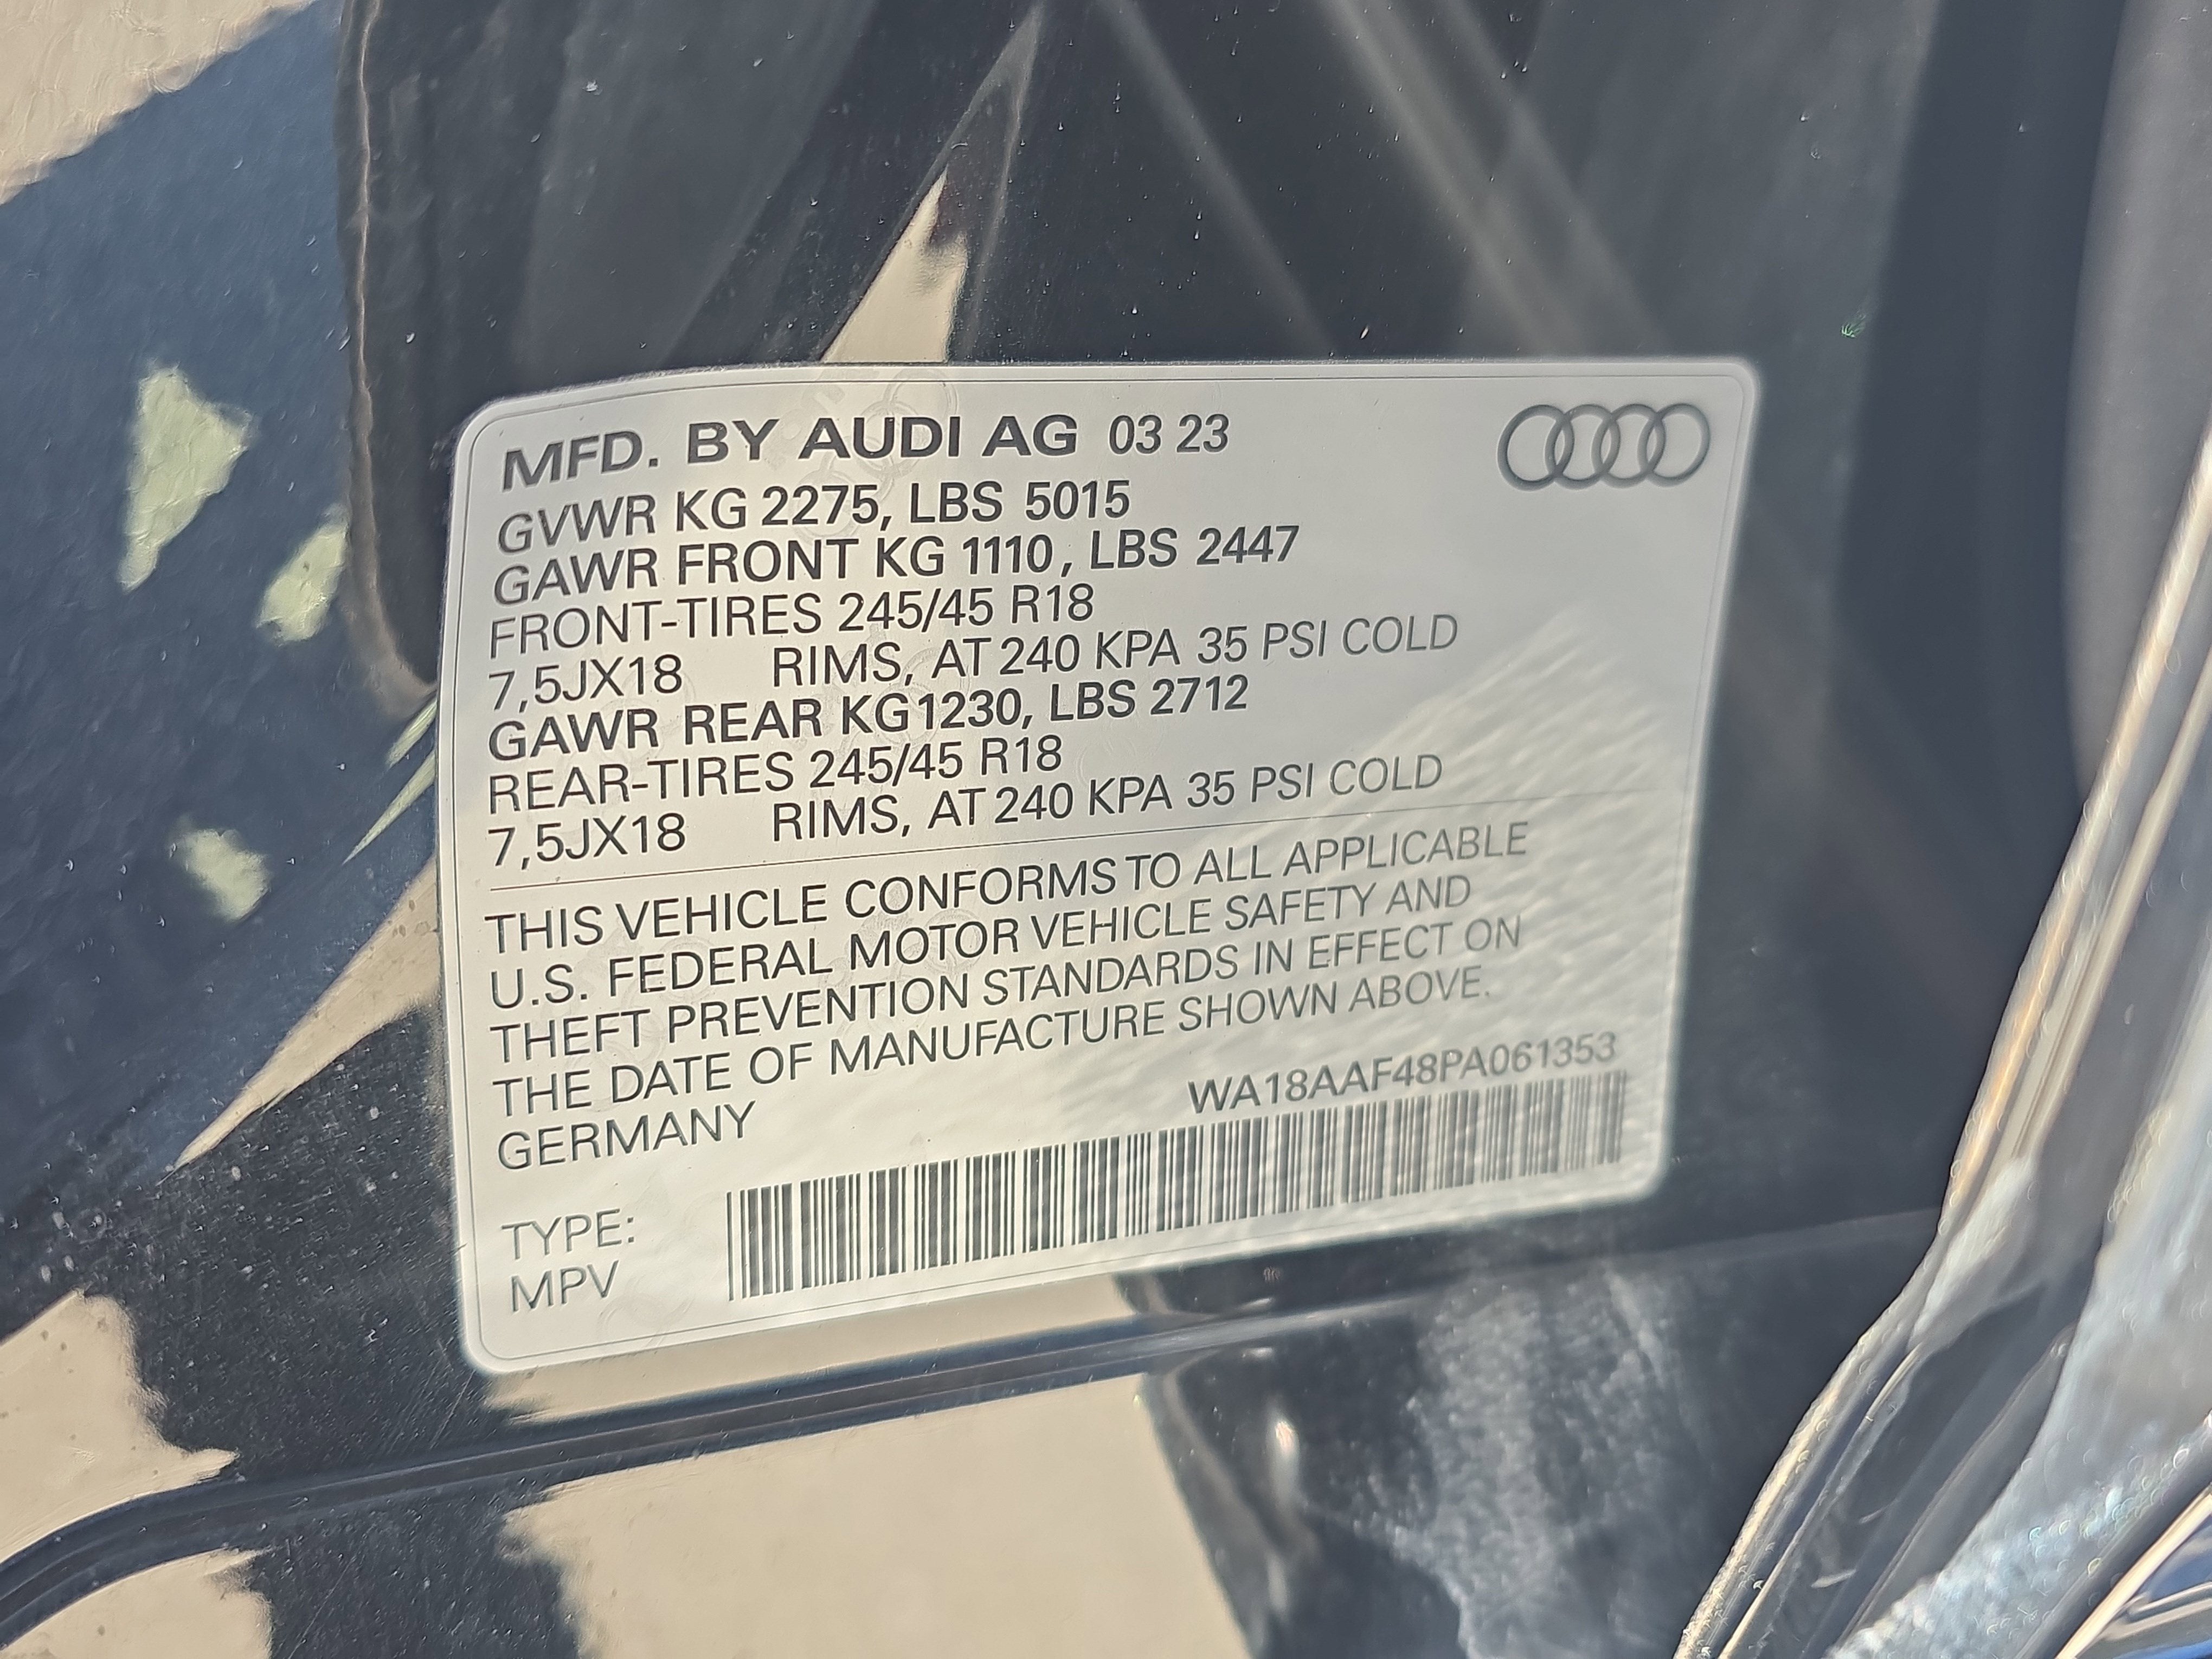 MFD. BY AUDI AG 03 23
GVWR KG 2275, LBS 5015
GAWR FRONT KG 1110, LBS 2447
FRONT-TIRES 245/45 R18
7,5JX18 RIMS, AT 240 KPA 35 PSI COLD
GAWR REAR KG1230, LBS 2712
REAR-TIRES 245/45 R18
7,5JX18 RIMS, AT 240 KPA 35 PSI COLD
THIS VEHICLE CONFORMS TO ALL APPLICABLE
U.S. FEDERAL MOTOR VEHICLE SAFETY AND
THEFT PREVENTION STANDARDS IN EFFECT ON
THE DATE OF MANUFACTURE SHOWN ABOVE.
GERMANY WA18AAF48PA061353
TYPE:
MPV